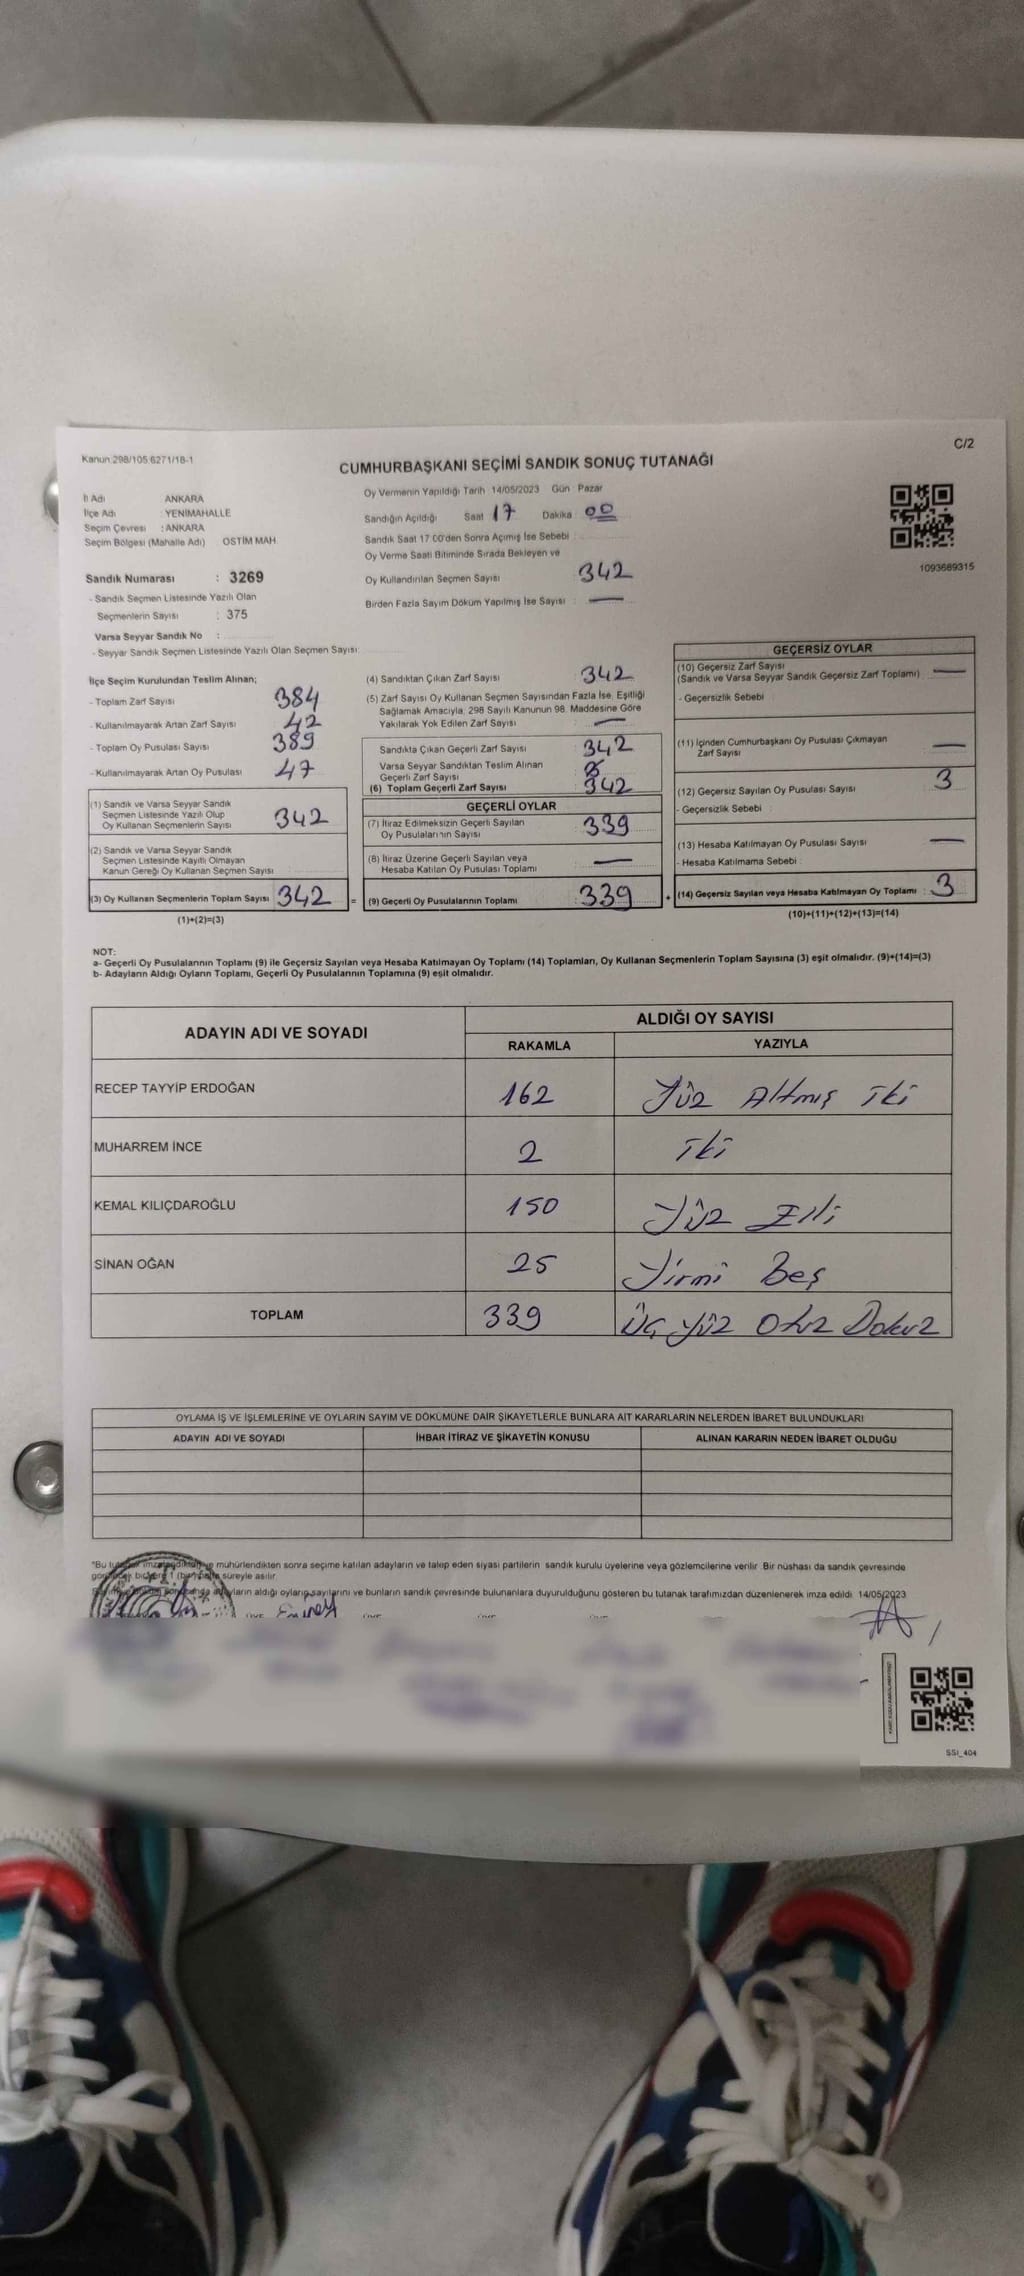 Kanun:298/105 6271/18-1
C/2
CUMHURBAŞKANI SEÇİMİ SANDIK SONUÇ TUTANAĞI
İl Adı ANKARA
İlçe Adı : YENİMAHALLE
Seçim Çevresi : ANKARA
Seçim Bölgesi (Mahalle Adı) OSTİM MAH.
Sandık Numarası : 3269
- Sandık Seçmen Listesinde Yazılı Olan
Seçmenlerin Sayısı : 375
Varsa Seyyar Sandık No :
- Seyyar Sandık Seçmen Listesinde Yazılı Olan Seçmen Sayısı:
Oy Vermenin Yapıldığı Tarih 14/05/2023 Gün : Pazar
Sandığın Açıldığı Saat 17 Dakika : 00
Sandık Saat 17:00'den Sonra Açmış İse Sebebi :
Oy Verme Saati Bitiminde Sırada Bekleyen ve
Oy Kullandırılan Seçmen Sayısı : 342
Birden Fazla Sayım Döküm Yapılmış İse Sayısı : —
1093689315
İlçe Seçim Kurulundan Teslim Alınan;
- Toplam Zarf Sayısı 384
- Kullanılmayarak Artan Zarf Sayısı 42
- Toplam Oy Pusulası Sayısı 389
- Kullanılmayarak Artan Oy Pusulası 47
(1) Sandık ve Varsa Seyyar Sandık
Seçmen Listesinde Yazılı Olup
Oy Kullanan Seçmenlerin Sayısı 342
(2) Sandık ve Varsa Seyyar Sandık
Seçmen Listesinde Kayıtlı Olmayan
Kanun Gereği Oy Kullanan Seçmen Sayısı
(3) Oy Kullanan Seçmenlerin Toplam Sayısı 342 =
(1)+(2)=(3)
(4) Sandıktan Çıkan Zarf Sayısı : 342
(5) Zarf Sayısı Oy Kullanan Seçmen Sayısından Fazla İse, Eşitliği
Sağlamak Amacıyla, 298 Sayılı Kanunun 98. Maddesine Göre
Yakılarak Yok Edilen Zarf Sayısı : —
Sandıkta Çıkan Geçerli Zarf Sayısı : 342
Varsa Seyyar Sandıktan Teslim Alınan
Geçerli Zarf Sayısı
(6) Toplam Geçerli Zarf Sayısı : 342
GEÇERLİ OYLAR
(7) İtiraz Edilmeksizin Geçerli Sayılan
Oy Pusulalarının Sayısı : 339
(8) İtiraz Üzerine Geçerli Sayılan veya
Hesaba Katılan Oy Pusulası Toplamı : —
(9) Geçerli Oy Pusulalarının Toplamı : 339 +
GEÇERSİZ OYLAR
(10) Geçersiz Zarf Sayısı
(Sandık ve Varsa Seyyar Sandık Geçersiz Zarf Toplamı) : —
- Geçersizlik Sebebi :
(11) İçinden Cumhurbaşkanı Oy Pusulası Çıkmayan
Zarf Sayısı : —
(12) Geçersiz Sayılan Oy Pusulası Sayısı : 3
- Geçersizlik Sebebi :
(13) Hesaba Katılmayan Oy Pusulası Sayısı : —
- Hesaba Katılmama Sebebi :
(14) Geçersiz Sayılan veya Hesaba Katılmayan Oy Toplamı : 3
(10)+(11)+(12)+(13)=(14)
NOT:
a- Geçerli Oy Pusulalarının Toplamı (9) ile Geçersiz Sayılan veya Hesaba Katılmayan Oy Toplamı (14) Toplamları, Oy Kullanan Seçmenlerin Toplam Sayısına (3) eşit olmalıdır. (9)+(14)=(3)
b- Adayların Aldığı Oyların Toplamı, Geçerli Oy Pusulalarının Toplamına (9) eşit olmalıdır.
ADAYIN ADI VE SOYADI
ALDIĞI OY SAYISI
RAKAMLA YAZIYLA
RECEP TAYYİP ERDOĞAN 162 Yüz Altmış iki
MUHARREM İNCE 2 iki
KEMAL KILIÇDAROĞLU 150 Yüz Elli
SİNAN OĞAN 25 Yirmi Beş
TOPLAM 339 Üç Yüz Otuz Dokuz
OYLAMA İŞ VE İŞLEMLERİNE VE OYLARIN SAYIM VE DÖKÜMÜNE DAİR ŞİKAYETLERLE BUNLARA AİT KARARLARIN NELERDEN İBARET BULUNDUKLARI
ADAYIN ADI VE SOYADI İHBAR İTİRAZ VE ŞİKAYETİN KONUSU ALINAN KARARIN NEDEN İBARET OLDUĞU
"Bu mühürlendikten sonra seçime katılan adayların ve talep eden siyasi partilerin sandık kurulu üyelerine veya gözlemcilerine verilir. Bir nüshası da sandık çevresinde
süreyle asılır.
aldığı oyların sayılarını ve bunların sandık çevresinde bulunanlara duyurulduğunu gösteren bu tutanak tarafımızdan düzenlenerek imza edildi. 14/05/2023
SSI_404